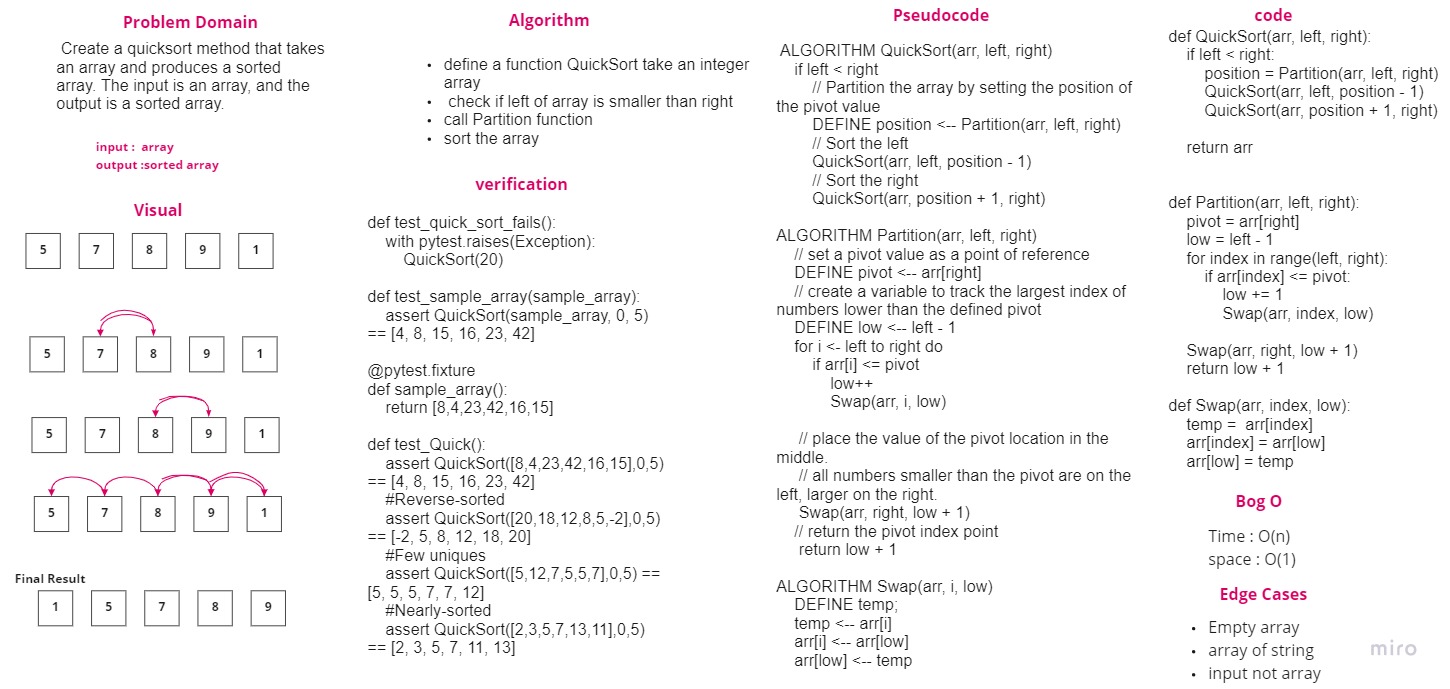 Problem Domain
Create a quicksort method that takes
an array and produces a sorted
array. The input is an array, and the
output is a sorted array.
input : array
output :sorted array
Visual
5 7 8 9 1
5 7 8 9 1
5 7 8 9 1
5 7 8 9 1
Final Result
1 5 7 8 9
Algorithm
• define a function QuickSort take an integer
array
• check if left of array is smaller than right
• call Partition function
• sort the array
verification
def test_quick_sort_fails():
with pytest.raises(Exception):
QuickSort(20)
def test_sample_array(sample_array):
assert QuickSort(sample_array, 0, 5)
== [4, 8, 15, 16, 23, 42]
@pytest.fixture
def sample_array():
return [8,4,23,42,16,15]
def test_Quick():
assert QuickSort([8,4,23,42,16,15],0,5)
== [4, 8, 15, 16, 23, 42]
#Reverse-sorted
assert QuickSort([20,18,12,8,5,-2],0,5)
== [-2, 5, 8, 12, 18, 20]
#Few uniques
assert QuickSort([5,12,7,5,5,7],0,5) ==
[5, 5, 5, 7, 7, 12]
#Nearly-sorted
assert QuickSort([2,3,5,7,13,11],0,5)
== [2, 3, 5, 7, 11, 13]
Pseudocode
ALGORITHM QuickSort(arr, left, right)
if left < right
// Partition the array by setting the position of
the pivot value
DEFINE position <-- Partition(arr, left, right)
// Sort the left
QuickSort(arr, left, position - 1)
// Sort the right
QuickSort(arr, position + 1, right)
ALGORITHM Partition(arr, left, right)
// set a pivot value as a point of reference
DEFINE pivot <-- arr[right]
// create a variable to track the largest index of
numbers lower than the defined pivot
DEFINE low <-- left - 1
for i <- left to right do
if arr[i] <= pivot
low++
Swap(arr, i, low)
// place the value of the pivot location in the
middle.
// all numbers smaller than the pivot are on the
left, larger on the right.
Swap(arr, right, low + 1)
// return the pivot index point
return low + 1
ALGORITHM Swap(arr, i, low)
DEFINE temp;
temp <-- arr[i]
arr[i] <-- arr[low]
arr[low] <-- temp
code
def QuickSort(arr, left, right):
if left < right:
position = Partition(arr, left, right)
QuickSort(arr, left, position - 1)
QuickSort(arr, position + 1, right)
return arr
def Partition(arr, left, right):
pivot = arr[right]
low = left - 1
for index in range(left, right):
if arr[index] <= pivot:
low += 1
Swap(arr, index, low)
Swap(arr, right, low + 1)
return low + 1
def Swap(arr, index, low):
temp = arr[index]
arr[index] = arr[low]
arr[low] = temp
Bog O
Time : O(n)
space : O(1)
Edge Cases
• Empty array
• array of string
• input not array
miro